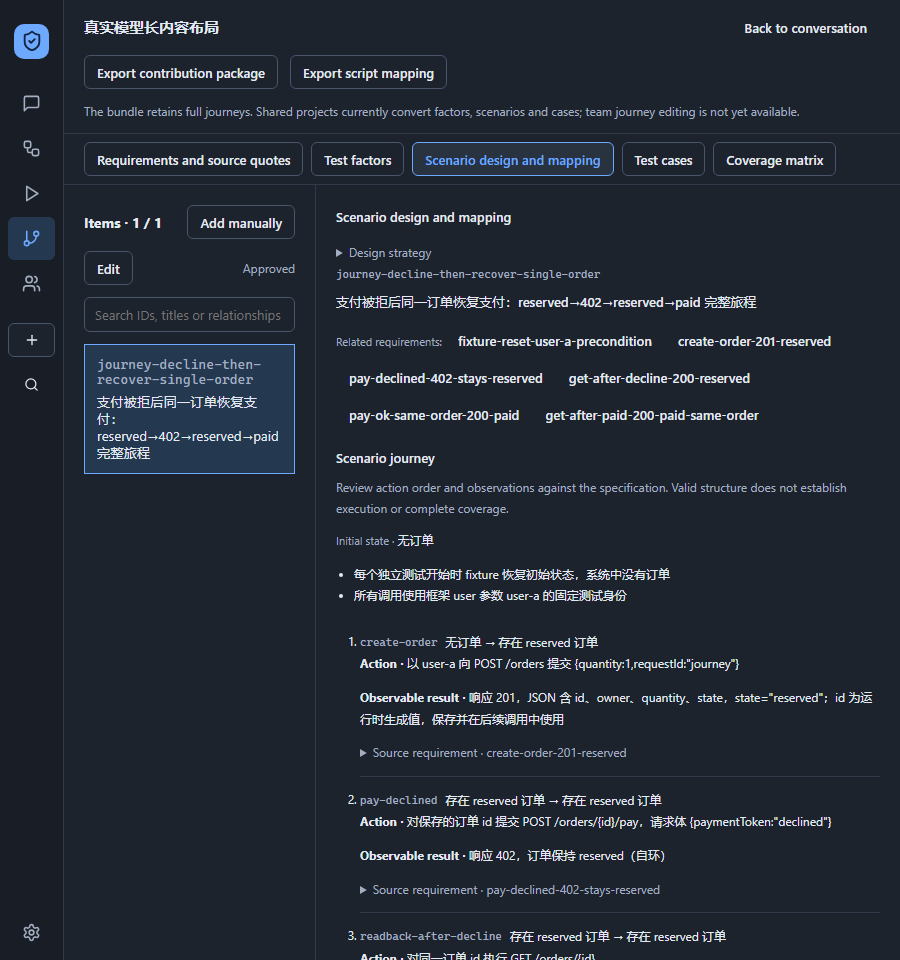 真实模型长内容布局
Back to conversation
Export contribution package
Export script mapping
The bundle retains full journeys. Shared projects currently convert factors, scenarios and cases; team journey editing is not yet available.
Requirements and source quotes
Test factors
Scenario design and mapping
Test cases
Coverage matrix
Items · 1 / 1
Add manually
Edit
Approved
Search IDs, titles or relationships
journey-decline-then-
recover-single-order
支付被拒后同一订单恢复支
付：
reserved→402→reserved→paid
完整旅程
Scenario design and mapping
Design strategy
journey-decline-then-recover-single-order
支付被拒后同一订单恢复支付：reserved→402→reserved→paid 完整旅程
Related requirements: fixture-reset-user-a-precondition create-order-201-reserved
pay-declined-402-stays-reserved get-after-decline-200-reserved
pay-ok-same-order-200-paid get-after-paid-200-paid-same-order
Scenario journey
Review action order and observations against the specification. Valid structure does not establish
execution or complete coverage.
Initial state · 无订单
• 每个独立测试开始时 fixture 恢复初始状态，系统中没有订单
• 所有调用使用框架 user 参数 user-a 的固定测试身份
1. create-order 无订单 → 存在 reserved 订单
Action · 以 user-a 向 POST /orders 提交 {quantity:1,requestId:"journey"}
Observable result · 响应 201，JSON 含 id、owner、quantity、state，state="reserved"；id 为运
行时生成值，保存并在后续调用中使用
Source requirement · create-order-201-reserved
2. pay-declined 存在 reserved 订单 → 存在 reserved 订单
Action · 对保存的订单 id 提交 POST /orders/{id}/pay，请求体 {paymentToken:"declined"}
Observable result · 响应 402，订单保持 reserved（自环）
Source requirement · pay-declined-402-stays-reserved
3. readback-after-decline 存在 reserved 订单 → 存在 reserved 订单
Action · 对同一订单 id 执行 GET /orders/{id}